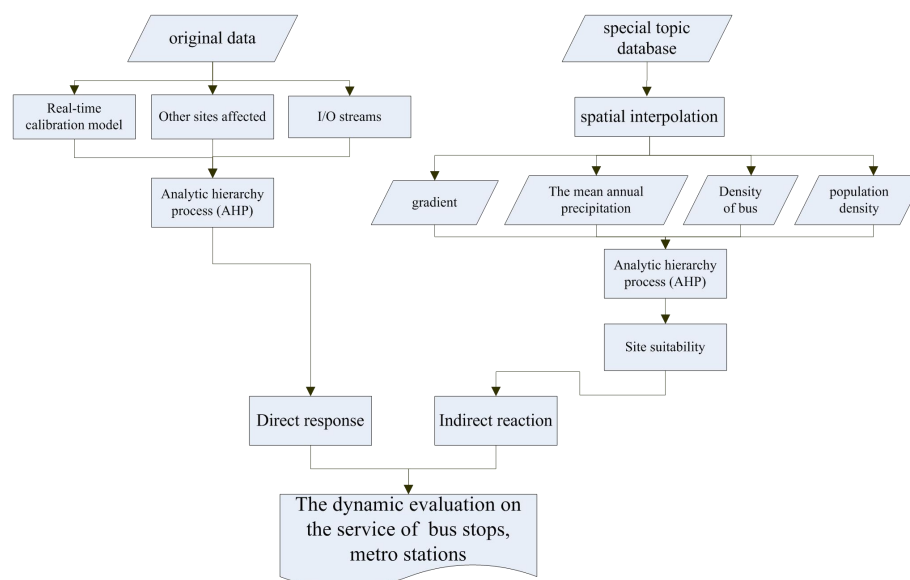 original data
special topic
database
Real-time
calibration model
Other sites affected
I/O streams
spatial interpolation
Analytic hierarchy
process (AHP)
gradient
The mean annual
precipitation
Density
of bus
population
density
Analytic hierarchy
process (AHP)
Site suitability
Direct response
Indirect reaction
The dynamic evaluation on
the service of bus stops,
metro stations